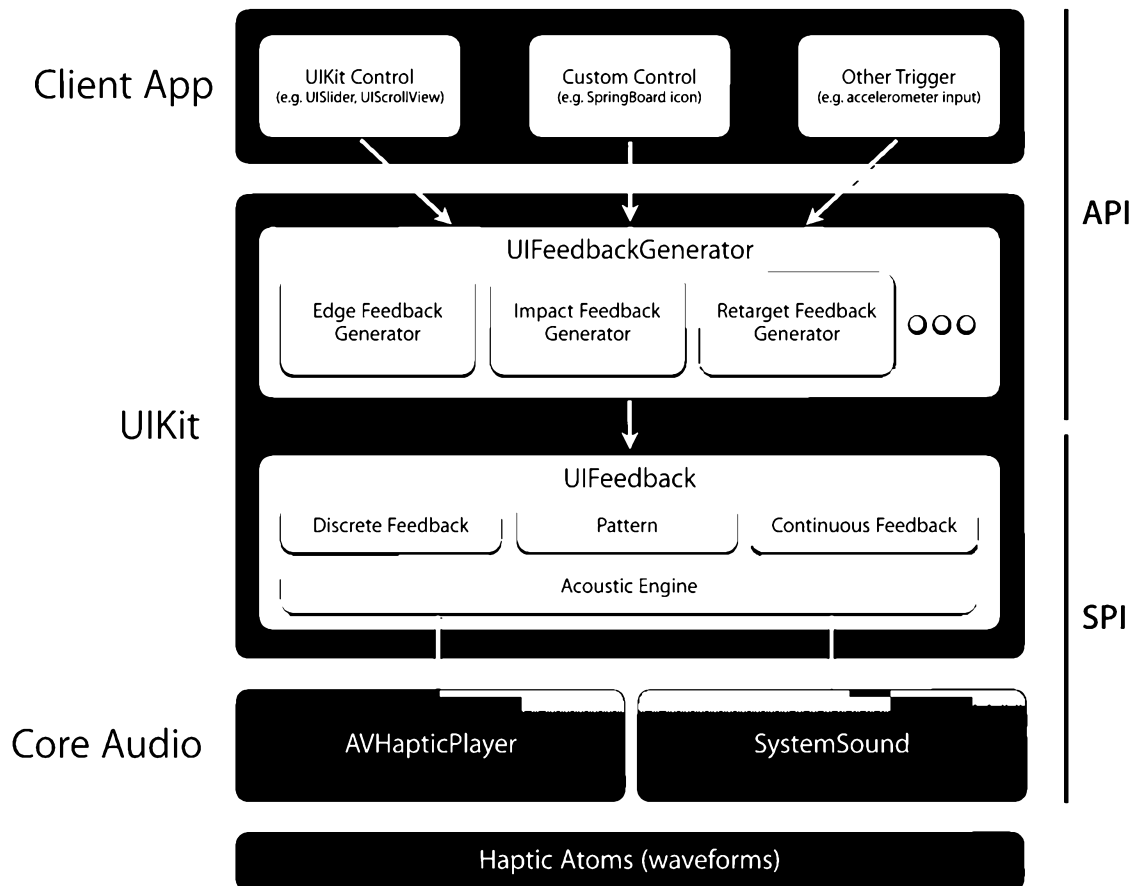 Client App
UIKit Control
(e.g. UISlider, UIScrollView)
Custom Control
(e.g. SpringBoard icon)
Other Trigger
(e.g. accelerometer input)
API
UIKit
UIFeedbackGenerator
Edge Feedback
Generator
Impact Feedback
Generator
Retarget Feedback
Generator
UIFeedback
Discrete Feedback
Pattern
Continuous Feedback
Acoustic Engine
SPI
Core Audio
AVHapticPlayer
SystemSound
Haptic Atoms (waveforms)